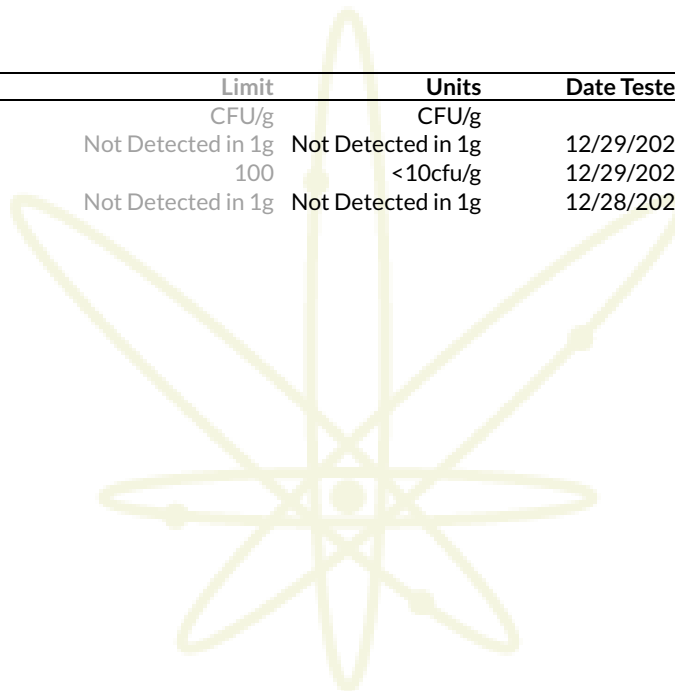 Limit Units Date Teste
CFU/g CFU/g
Not Detected in 1g Not Detected in 1g 12/29/202
100 <10cfu/g 12/29/202
Not Detected in 1g Not Detected in 1g 12/28/202